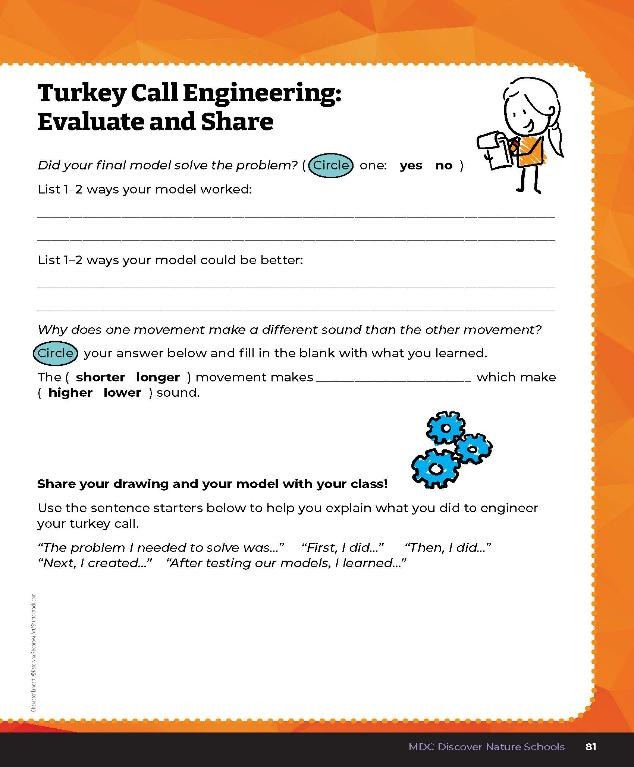 Turkey Call Engineering:
Evaluate and Share
Did your final model solve the problem? ( Circle one: yes no )
List 1–2 ways your model worked:
List 1–2 ways your model could be better:
Why does one movement make a different sound than the other movement?
Circle your answer below and fill in the blank with what you learned.
The ( shorter longer ) movement makes ______________________ which make
( higher lower ) sound.
Share your drawing and your model with your class!
Use the sentence starters below to help you explain what you did to engineer
your turkey call.
“The problem I needed to solve was...” “First, I did...” “Then, I did...”
“Next, I created...” “After testing our models, I learned...”
MDC Discover Nature Schools 81